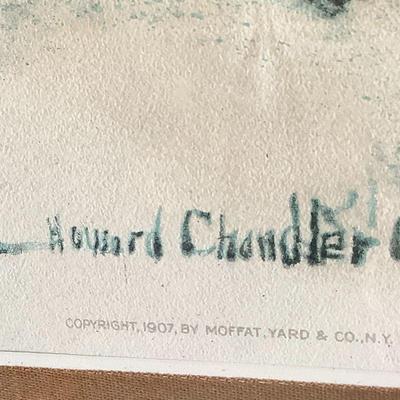 Howard Chandler
COPYRIGHT, 1907, BY MOFFAT, YARD & CO., N.Y.